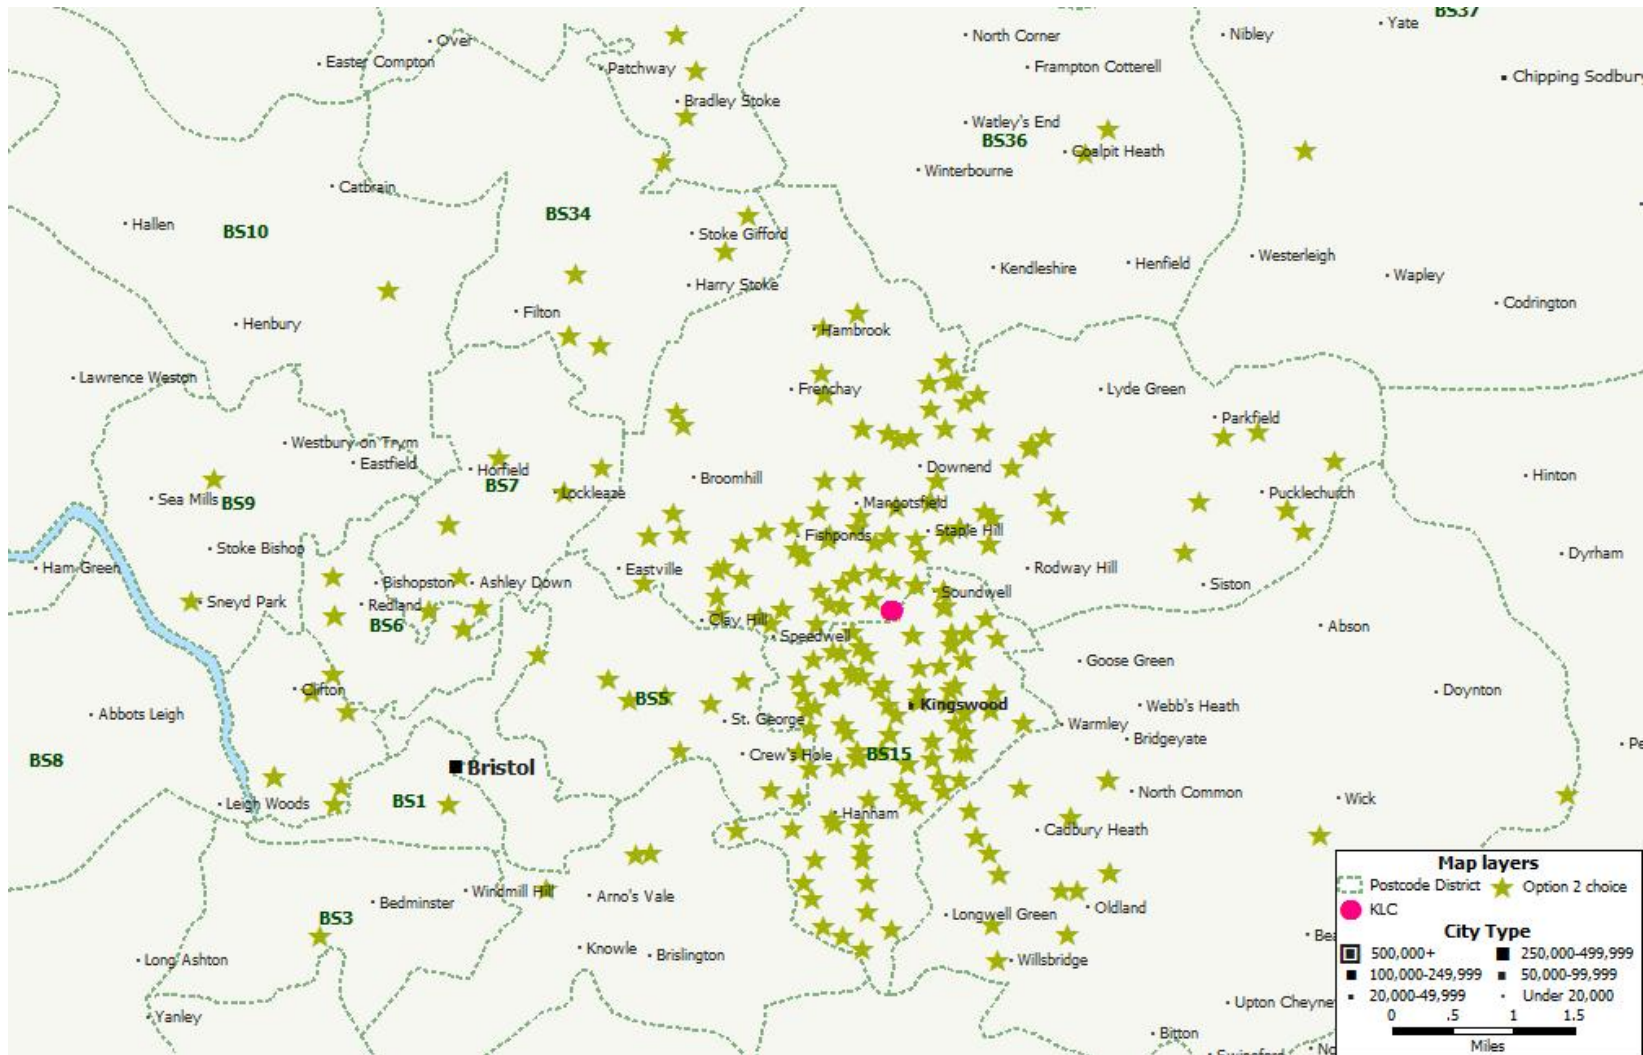 BS37
Yate
North Corner
Nibley
Over
Easter Compton
Patchway
Frampton Cotterell
Chipping Sodbury
Bradley Stoke
Watley's End
BS36
Coalpit Heath
Winterbourne
Catbrain
BS34
Hallen
BS10
Stoke Gifford
Westerleigh
Henfield
Kendleshire
Wapley
Harry Stoke
Codrington
Filton
Henbury
Hambrook
Lawrence Weston
Frenchay
Lyde Green
Parkfield
Westbury on Trym
Eastfield
Horfield
Downend
BS7
Broomhill
Hinton
Lockleaze
Pucklechurch
Sea Mills
BS9
Mangotsfield
Staple Hill
Fishponds
Stoke Bishop
Dyrham
Ham Green
Eastville
Rodway Hill
Bishopston
Ashley Down
Siston
Soundwell
Sneyd Park
Redland
BS6
Clay Hill
Abson
Speedwell
Goose Green
Clifton
Doynton
BS5
Kingswood
Webb's Heath
Abbots Leigh
St. George
Warmley
Bridgeyate
Crew's Hole
BS15
BS8
Bristol
North Common
Wick
BS1
Leigh Woods
Hanham
Cadbury Heath
Windmill Hill
Arno's Vale
Bedminster
Oldland
Longwell Green
BS3
Knowle
Brislington
Long Ashton
Willsbridge
Upton Cheyne
Yanley
Bitton
Map layers
Postcode District
Option 2 choice
KLC
City Type
500,000+
250,000-499,999
100,000-249,999
50,000-99,999
20,000-49,999
Under 20,000
0 .5 1 1.5
Miles